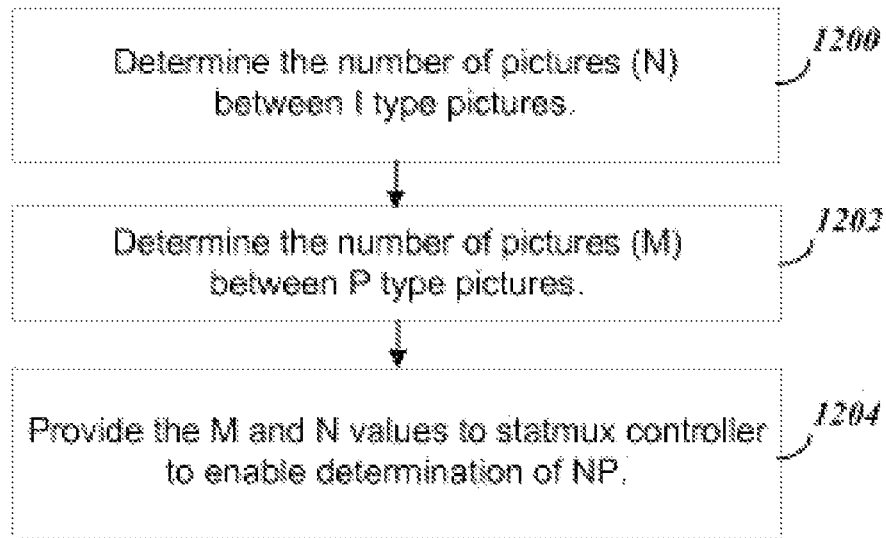 1200
Determine the number of pictures (N)
between I type pictures.
1202
Determine the number of pictures (M)
between P type pictures.
1204
Provide the M and N values to statmux controller
to enable determination of NP.